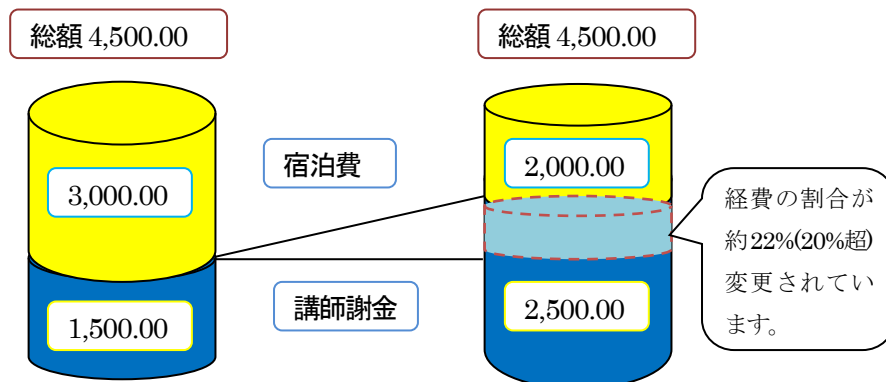 総額 4,500.00
総額 4,500.00
3,000.00
宿泊費
2,000.00
経費の割合が
約22%(20%超)
変更されてい
ます。
1,500.00
講師謝金
2,500.00